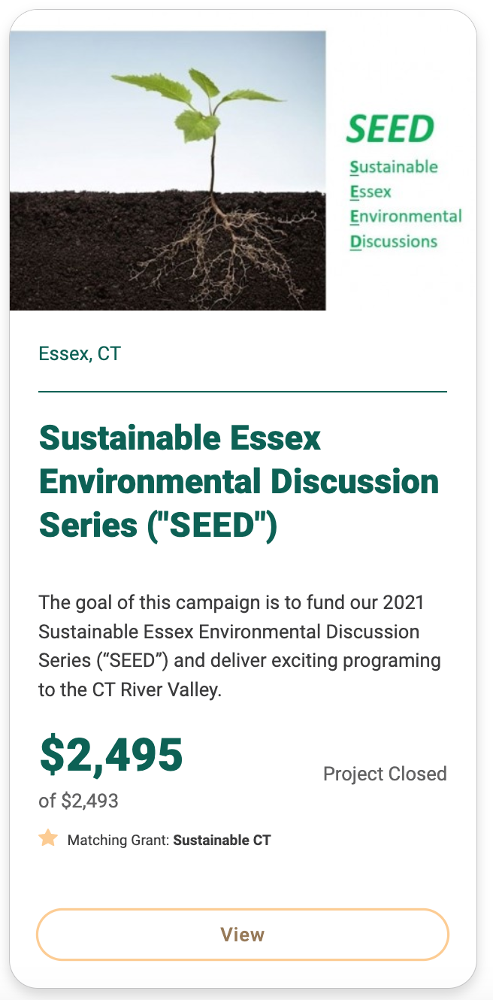 SEED
Sustainable
Essex
Environmental
Discussions
Essex, CT
Sustainable Essex
Environmental Discussion
Series ("SEED")
The goal of this campaign is to fund our 2021
Sustainable Essex Environmental Discussion
Series (“SEED”) and deliver exciting programing
to the CT River Valley.
$2,495
Project Closed
of $2,493
Matching Grant: Sustainable CT
View